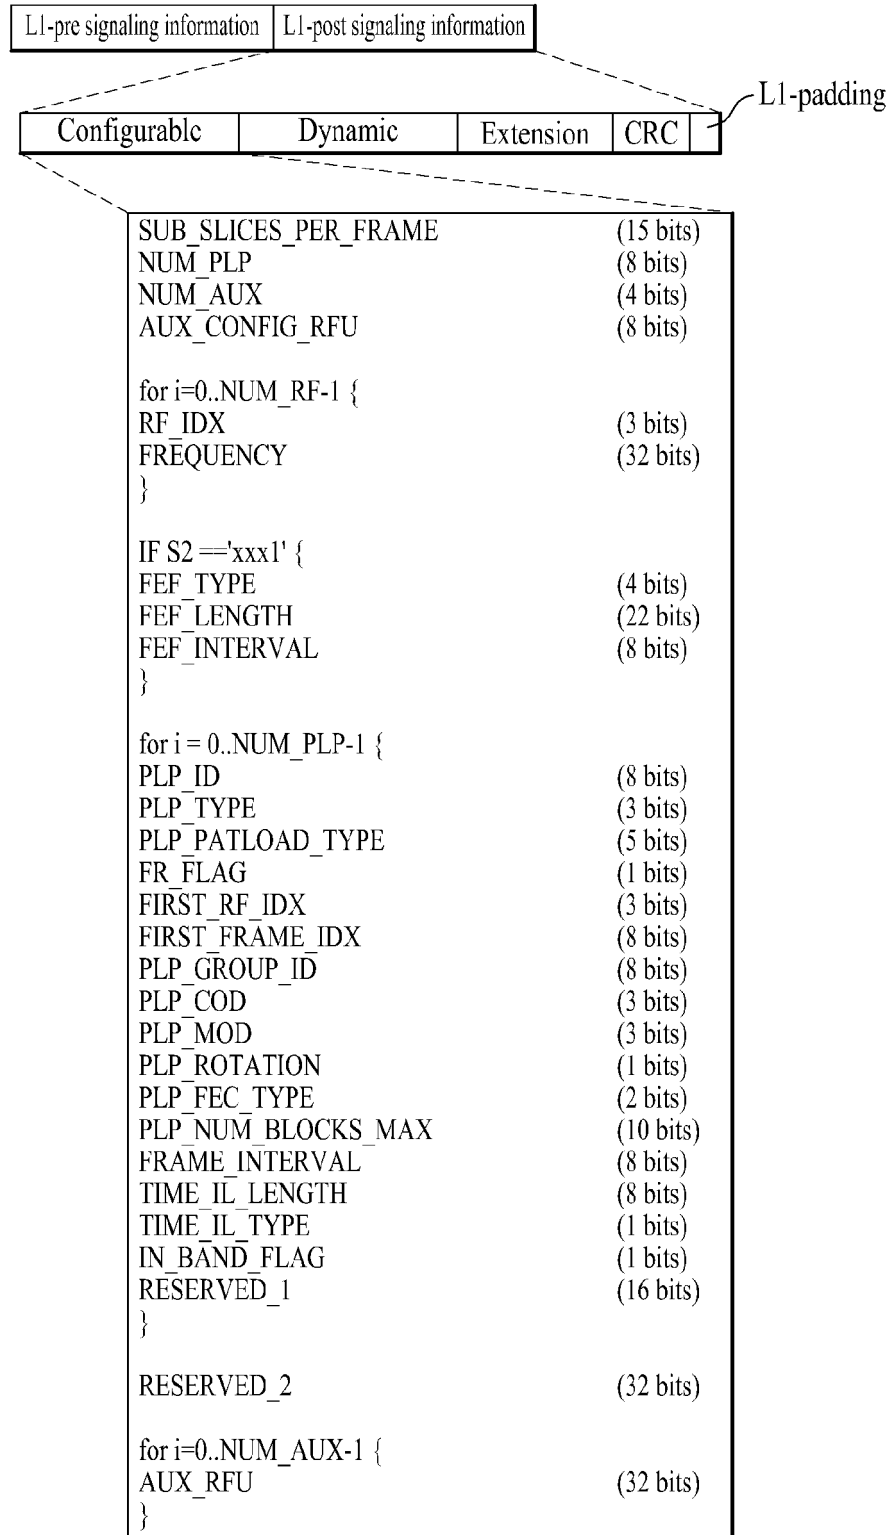 L1-pre signaling information L1-post signaling information
L1-padding
Configurable Dynamic Extension CRC
SUB_SLICES_PER_FRAME (15 bits)
NUM_PLP (8 bits)
NUM_AUX (4 bits)
AUX_CONFIG_RFU (8 bits)
for i=0..NUM_RF-1 {
RF_IDX (3 bits)
FREQUENCY (32 bits)
}
IF S2 =='xxx1' {
FEF_TYPE (4 bits)
FEF_LENGTH (22 bits)
FEF_INTERVAL (8 bits)
}
for i = 0..NUM_PLP-1 {
PLP_ID (8 bits)
PLP_TYPE (3 bits)
PLP_PATLOAD_TYPE (5 bits)
FR_FLAG (1 bits)
FIRST_RF_IDX (3 bits)
FIRST_FRAME_IDX (8 bits)
PLP_GROUP_ID (8 bits)
PLP_COD (3 bits)
PLP_MOD (3 bits)
PLP_ROTATION (1 bits)
PLP_FEC_TYPE (2 bits)
PLP_NUM_BLOCKS_MAX (10 bits)
FRAME_INTERVAL (8 bits)
TIME_IL_LENGTH (8 bits)
TIME_IL_TYPE (1 bits)
IN_BAND_FLAG (1 bits)
RESERVED_1 (16 bits)
}
RESERVED_2 (32 bits)
for i=0..NUM_AUX-1 {
AUX_RFU (32 bits)
}